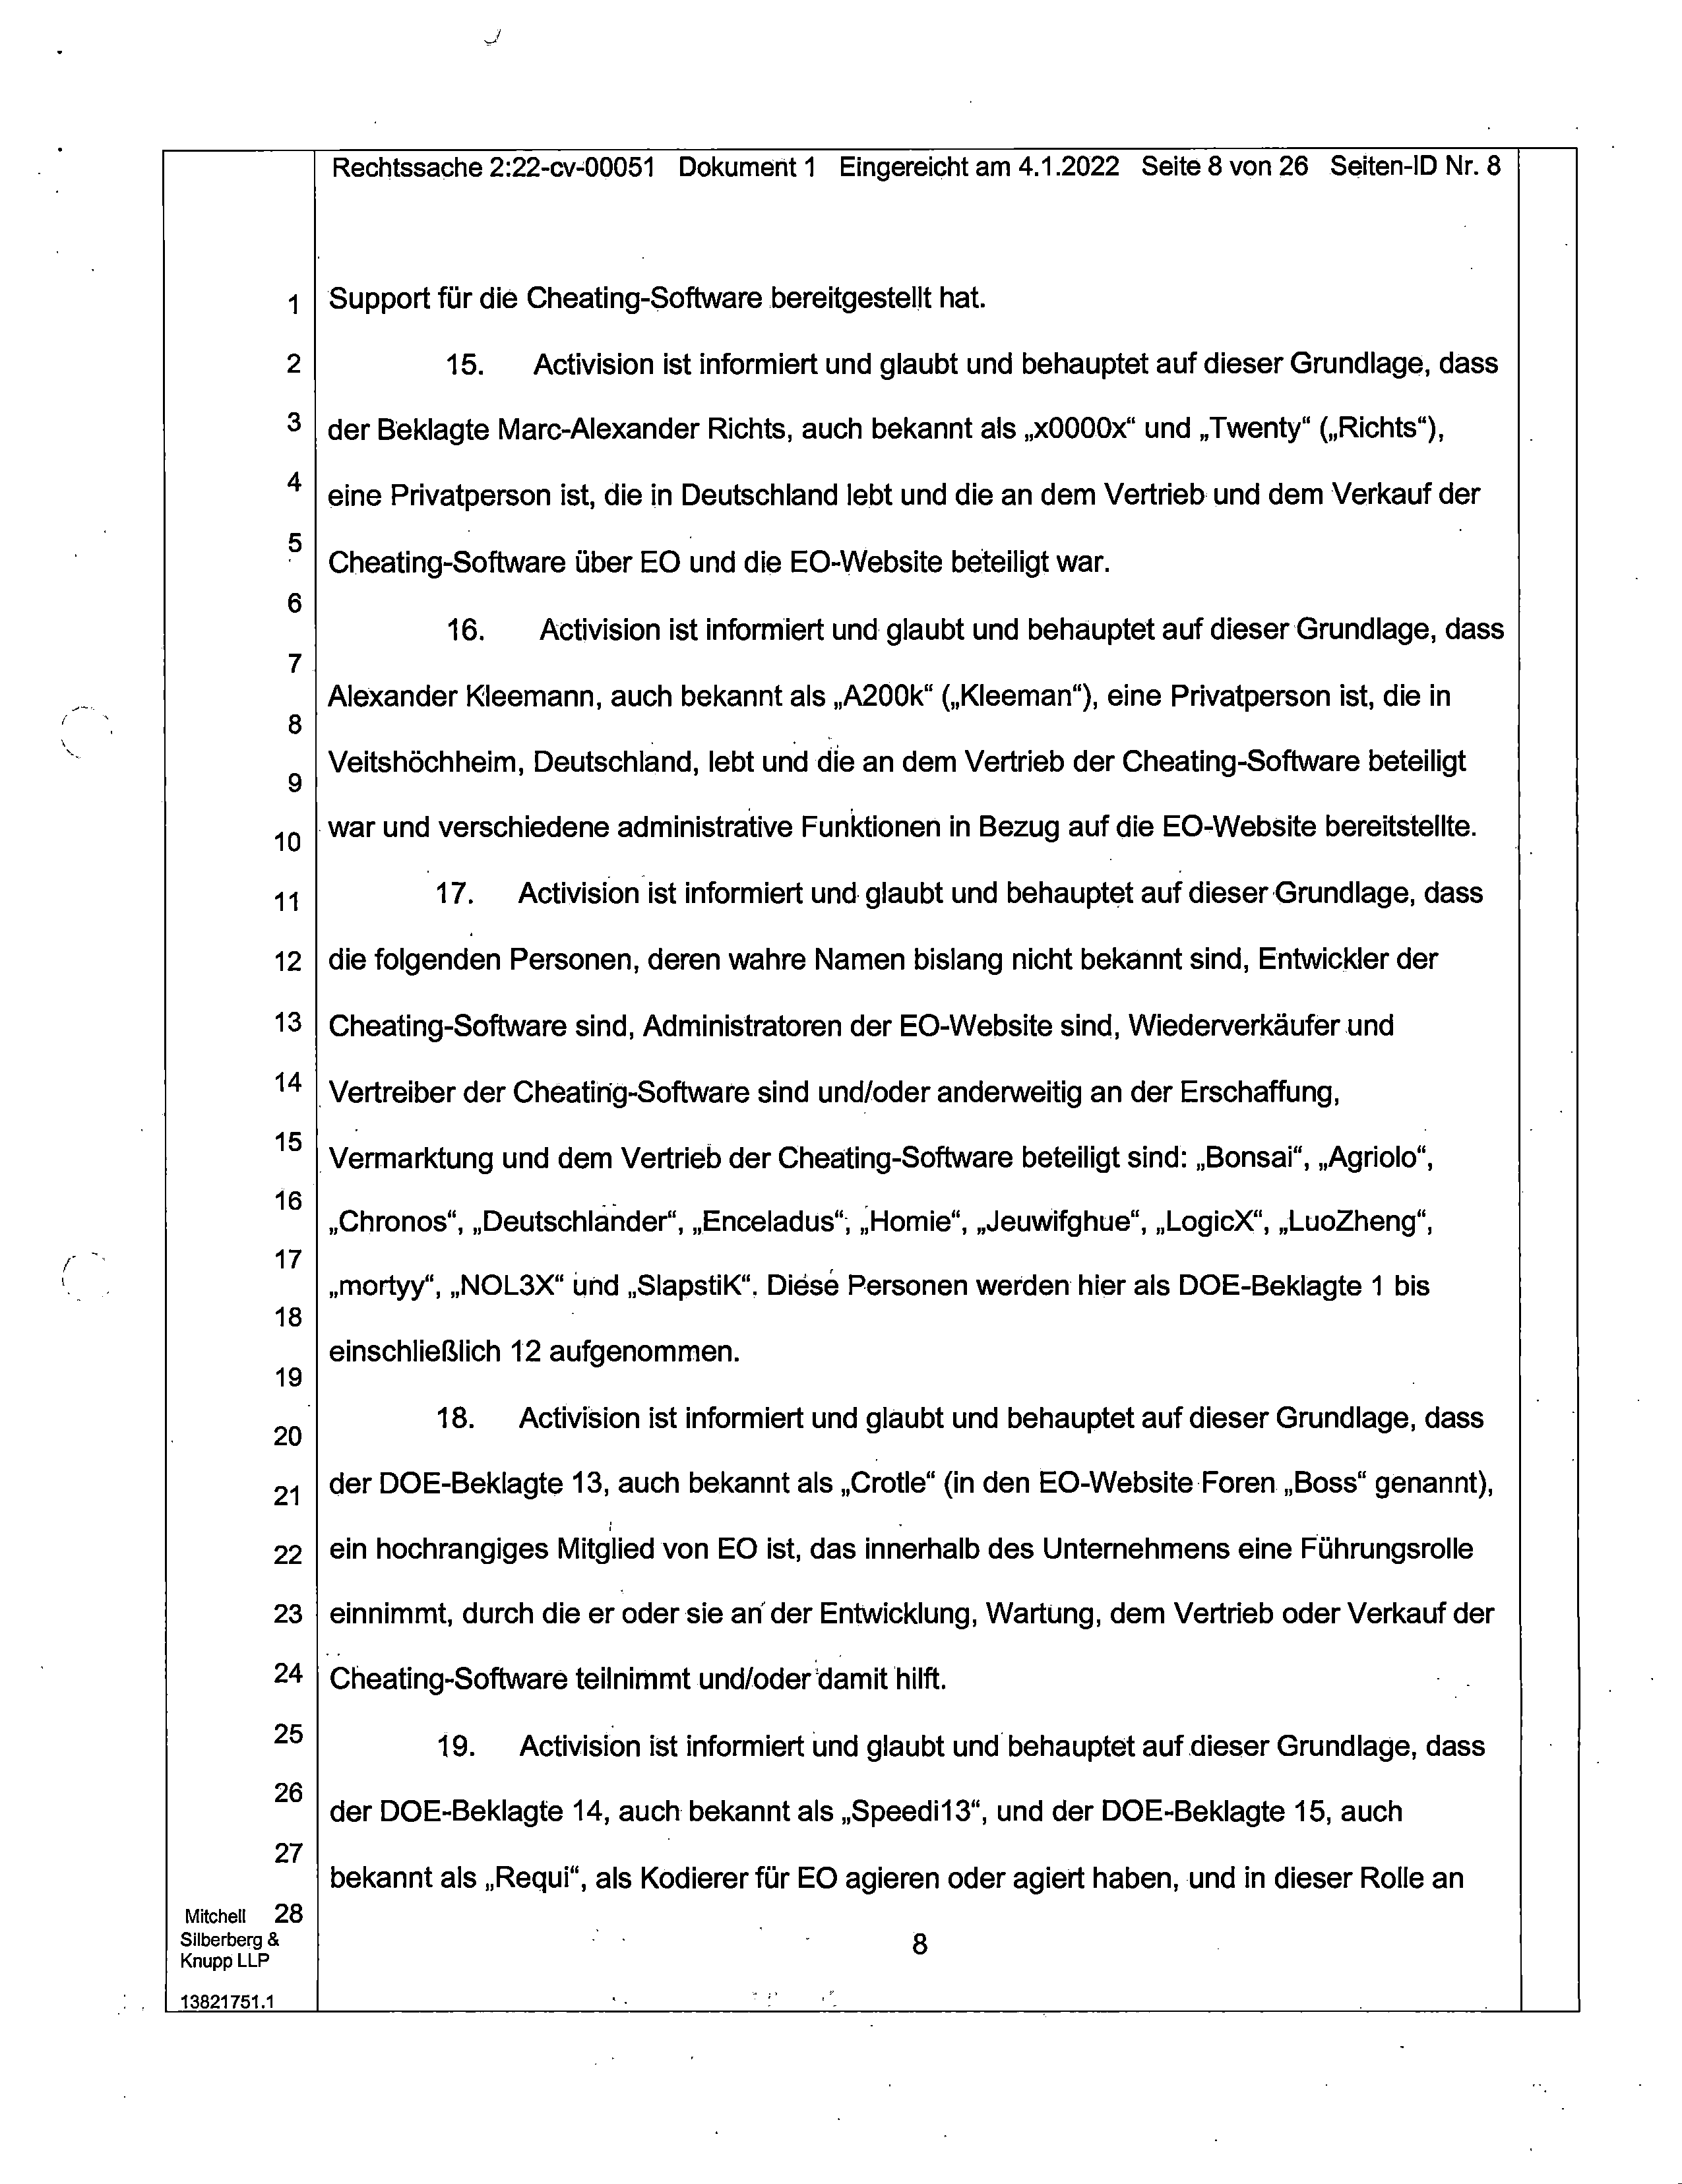 Rechtssache 2:22-cv-00051 Dokument 1 Eingereicht am 4.1.2022 Seite 8 von 26 Seiten-ID Nr. 8
1 Support für die Cheating-Software bereitgestellt hat.
2 15. Activision ist informiert und glaubt und behauptet auf dieser Grundlage, dass
3 der Beklagte Marc-Alexander Richts, auch bekannt als „x0000x“ und „Twenty“ („Richts“),
4 eine Privatperson ist, die in Deutschland lebt und die an dem Vertrieb und dem Verkauf der
5 Cheating-Software über EO und die EO-Website beteiligt war.
6
16. Activision ist informiert und glaubt und behauptet auf dieser Grundlage, dass
7
Alexander Kleemann, auch bekannt als „A200k“ („Kleeman“), eine Privatperson ist, die in
8
Veitshöchheim, Deutschland, lebt und die an dem Vertrieb der Cheating-Software beteiligt
9
10 war und verschiedene administrative Funktionen in Bezug auf die EO-Website bereitstellte.
11 17. Activision ist informiert und glaubt und behauptet auf dieser Grundlage, dass
12 die folgenden Personen, deren wahre Namen bislang nicht bekannt sind, Entwickler der
13 Cheating-Software sind, Administratoren der EO-Website sind, Wiederverkäufer und
14 Vertreiber der Cheating-Software sind und/oder anderweitig an der Erschaffung,
15 Vermarktung und dem Vertrieb der Cheating-Software beteiligt sind: „Bonsai“, „Agriolo“,
16 „Chronos“, „Deutschländer“, „Enceladus“, „Homie“, „Jeuwifghue“, „LogicX“, „LuoZheng“,
17 „mortyy“, „NOL3X“ und „SlapstiK“. Diese Personen werden hier als DOE-Beklagte 1 bis
18
einschließlich 12 aufgenommen.
19
18. Activision ist informiert und glaubt und behauptet auf dieser Grundlage, dass
20
21 der DOE-Beklagte 13, auch bekannt als „Crotle“ (in den EO-Website Foren „Boss“ genannt),
22 ein hochrangiges Mitglied von EO ist, das innerhalb des Unternehmens eine Führungsrolle
23 einnimmt, durch die er oder sie an der Entwicklung, Wartung, dem Vertrieb oder Verkauf der
24 Cheating-Software teilnimmt und/oder damit hilft.
25 19. Activision ist informiert und glaubt und behauptet auf dieser Grundlage, dass
26 der DOE-Beklagte 14, auch bekannt als „Speedi13“, und der DOE-Beklagte 15, auch
27 bekannt als „Requi“, als Kodierer für EO agieren oder agiert haben, und in dieser Rolle an
Mitchell 28
Silberberg &
Knupp LLP
8
13821751.1